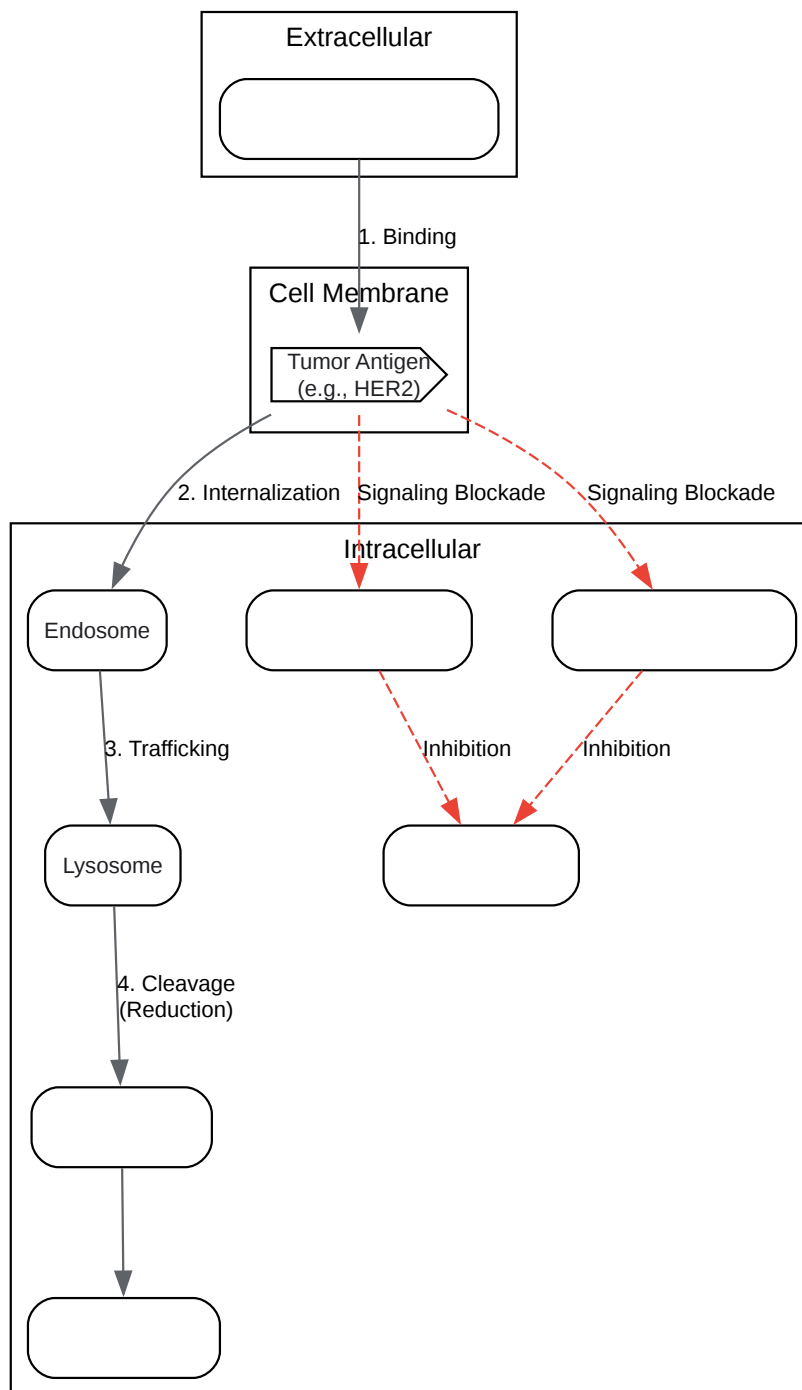 Extracellular
1. Binding
Cell Membrane
Tumor Antigen
(e.g., HER2)
2. Internalization
Signaling Blockade
Signaling Blockade
Intracellular
Endosome
3. Trafficking
Inhibition
Inhibition
Lysosome
4. Cleavage
(Reduction)